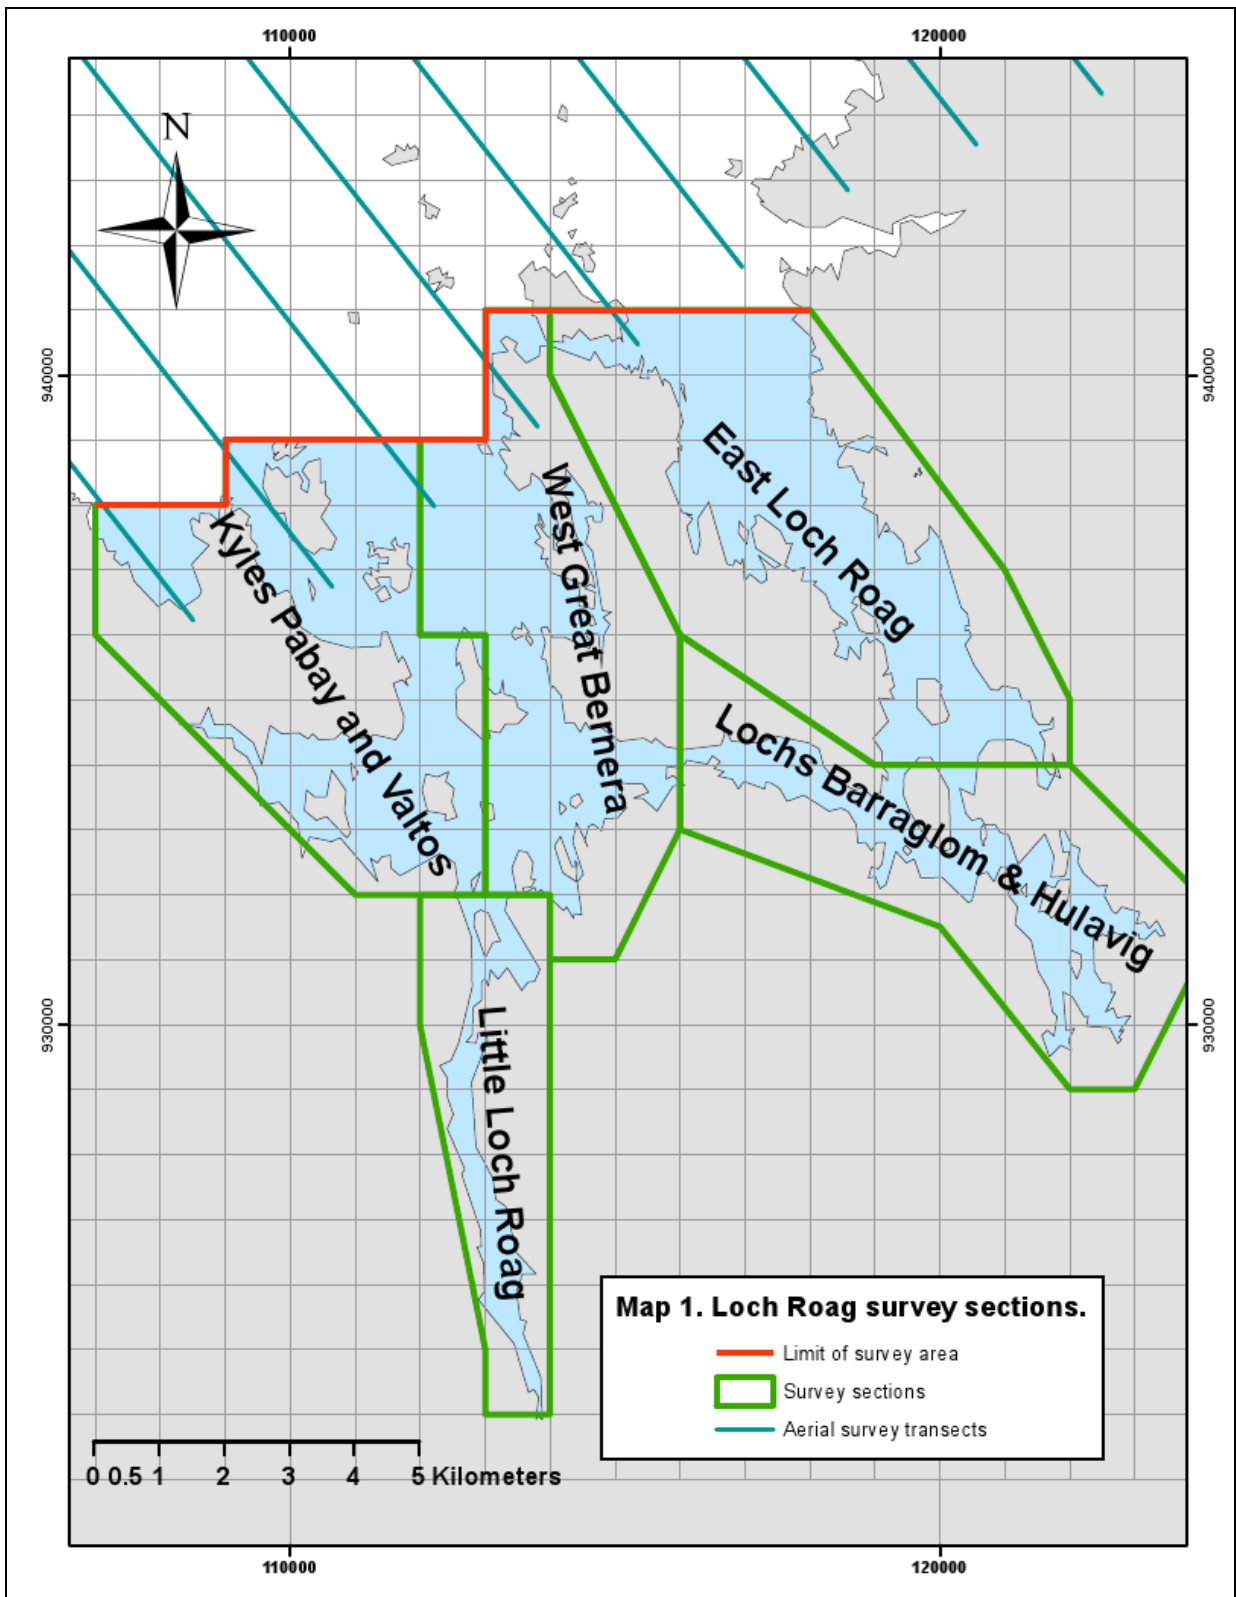 110000
120000
N
940000
940000
East Loch Roag
West Great Bernera
Kyles Pabay and Valtos
Lochs Barraglom & Hulavig
930000
930000
Little Loch Roag
Map 1. Loch Roag survey sections.
Limit of survey area
Survey sections
Aerial survey transects
0 0.5 1 2 3 4 5 Kilometers
110000
120000